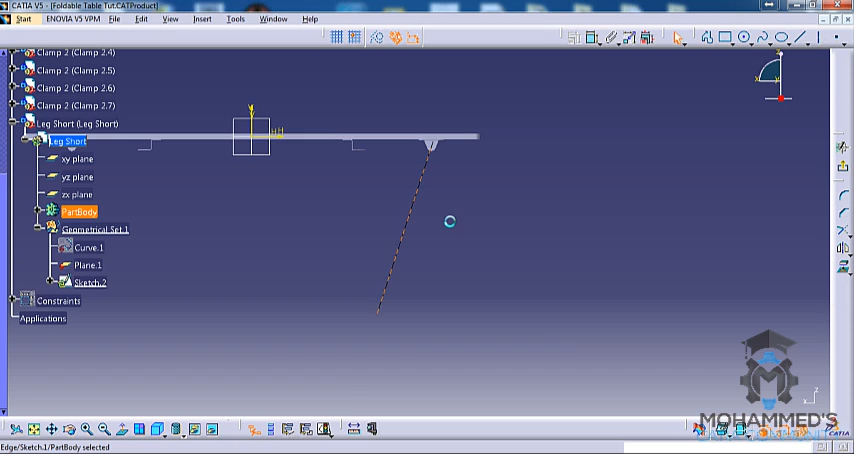 CATIA V5 - [Foldable Table Tut.CATProduct]
Start ENOVIA V5 VPM File Edit View Insert Tools Window Help
Clamp 2 (Clamp 2.4)
Clamp 2 (Clamp 2.5)
Clamp 2 (Clamp 2.6)
Clamp 2 (Clamp 2.7)
Leg Short (Leg Short)
Leg Short
xy plane
yz plane
zx plane
PartBody
Geometrical Set.1
Curve.1
Plane.1
Sketch.2
Constraints
Applications
V
H
x
z
MOHAMMED'S
CATIA
Edge/Sketch.1/PartBody selected